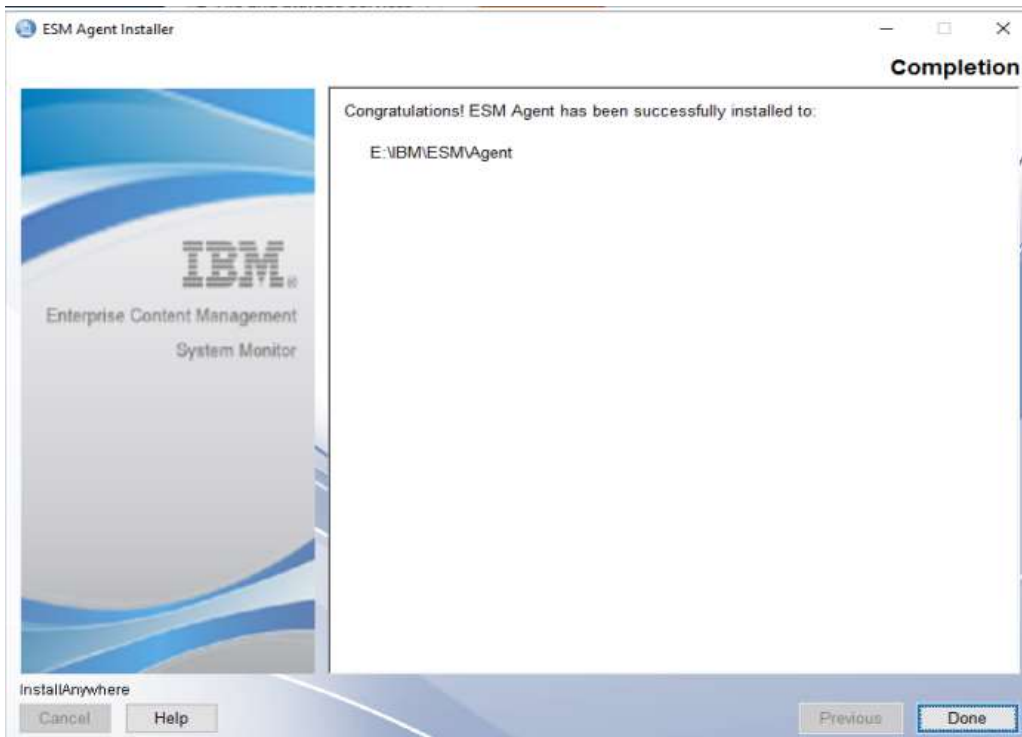 ESM Agent Installer
Completion
Congratulations! ESM Agent has been successfully installed to:
E:\IBM\ESM\Agent
IBM®
Enterprise Content Management
System Monitor
InstallAnywhere
Cancel
Help
Previous
Done